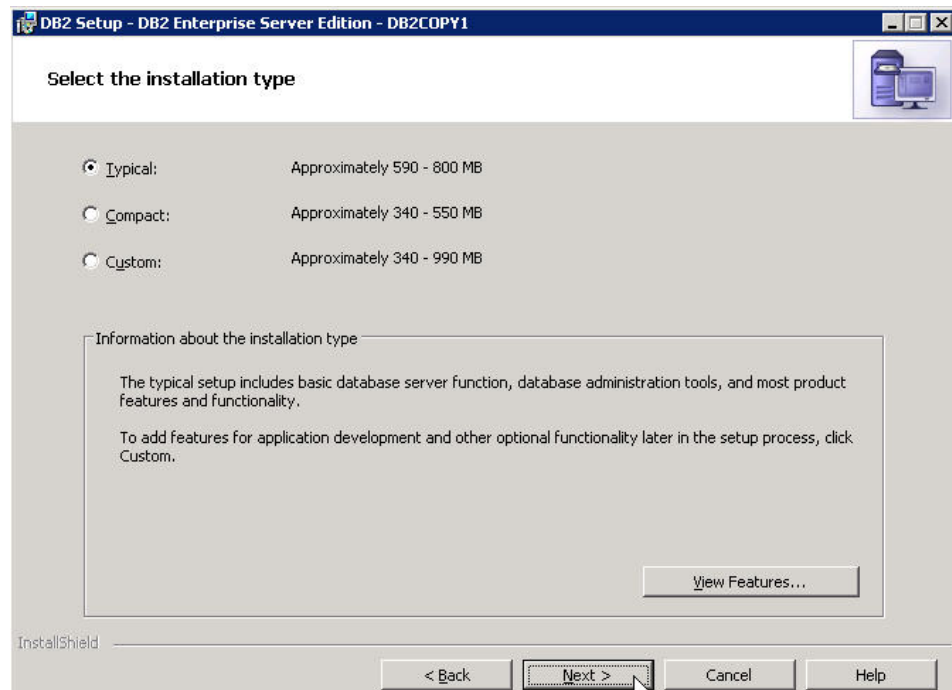 DB2 Setup - DB2 Enterprise Server Edition - DB2COPY1
Select the installation type
Typical: Approximately 590 - 800 MB
Compact: Approximately 340 - 550 MB
Custom: Approximately 340 - 990 MB
Information about the installation type
The typical setup includes basic database server function, database administration tools, and most product
features and functionality.
To add features for application development and other optional functionality later in the setup process, click
Custom.
View Features...
InstallShield
< Back Next > Cancel Help